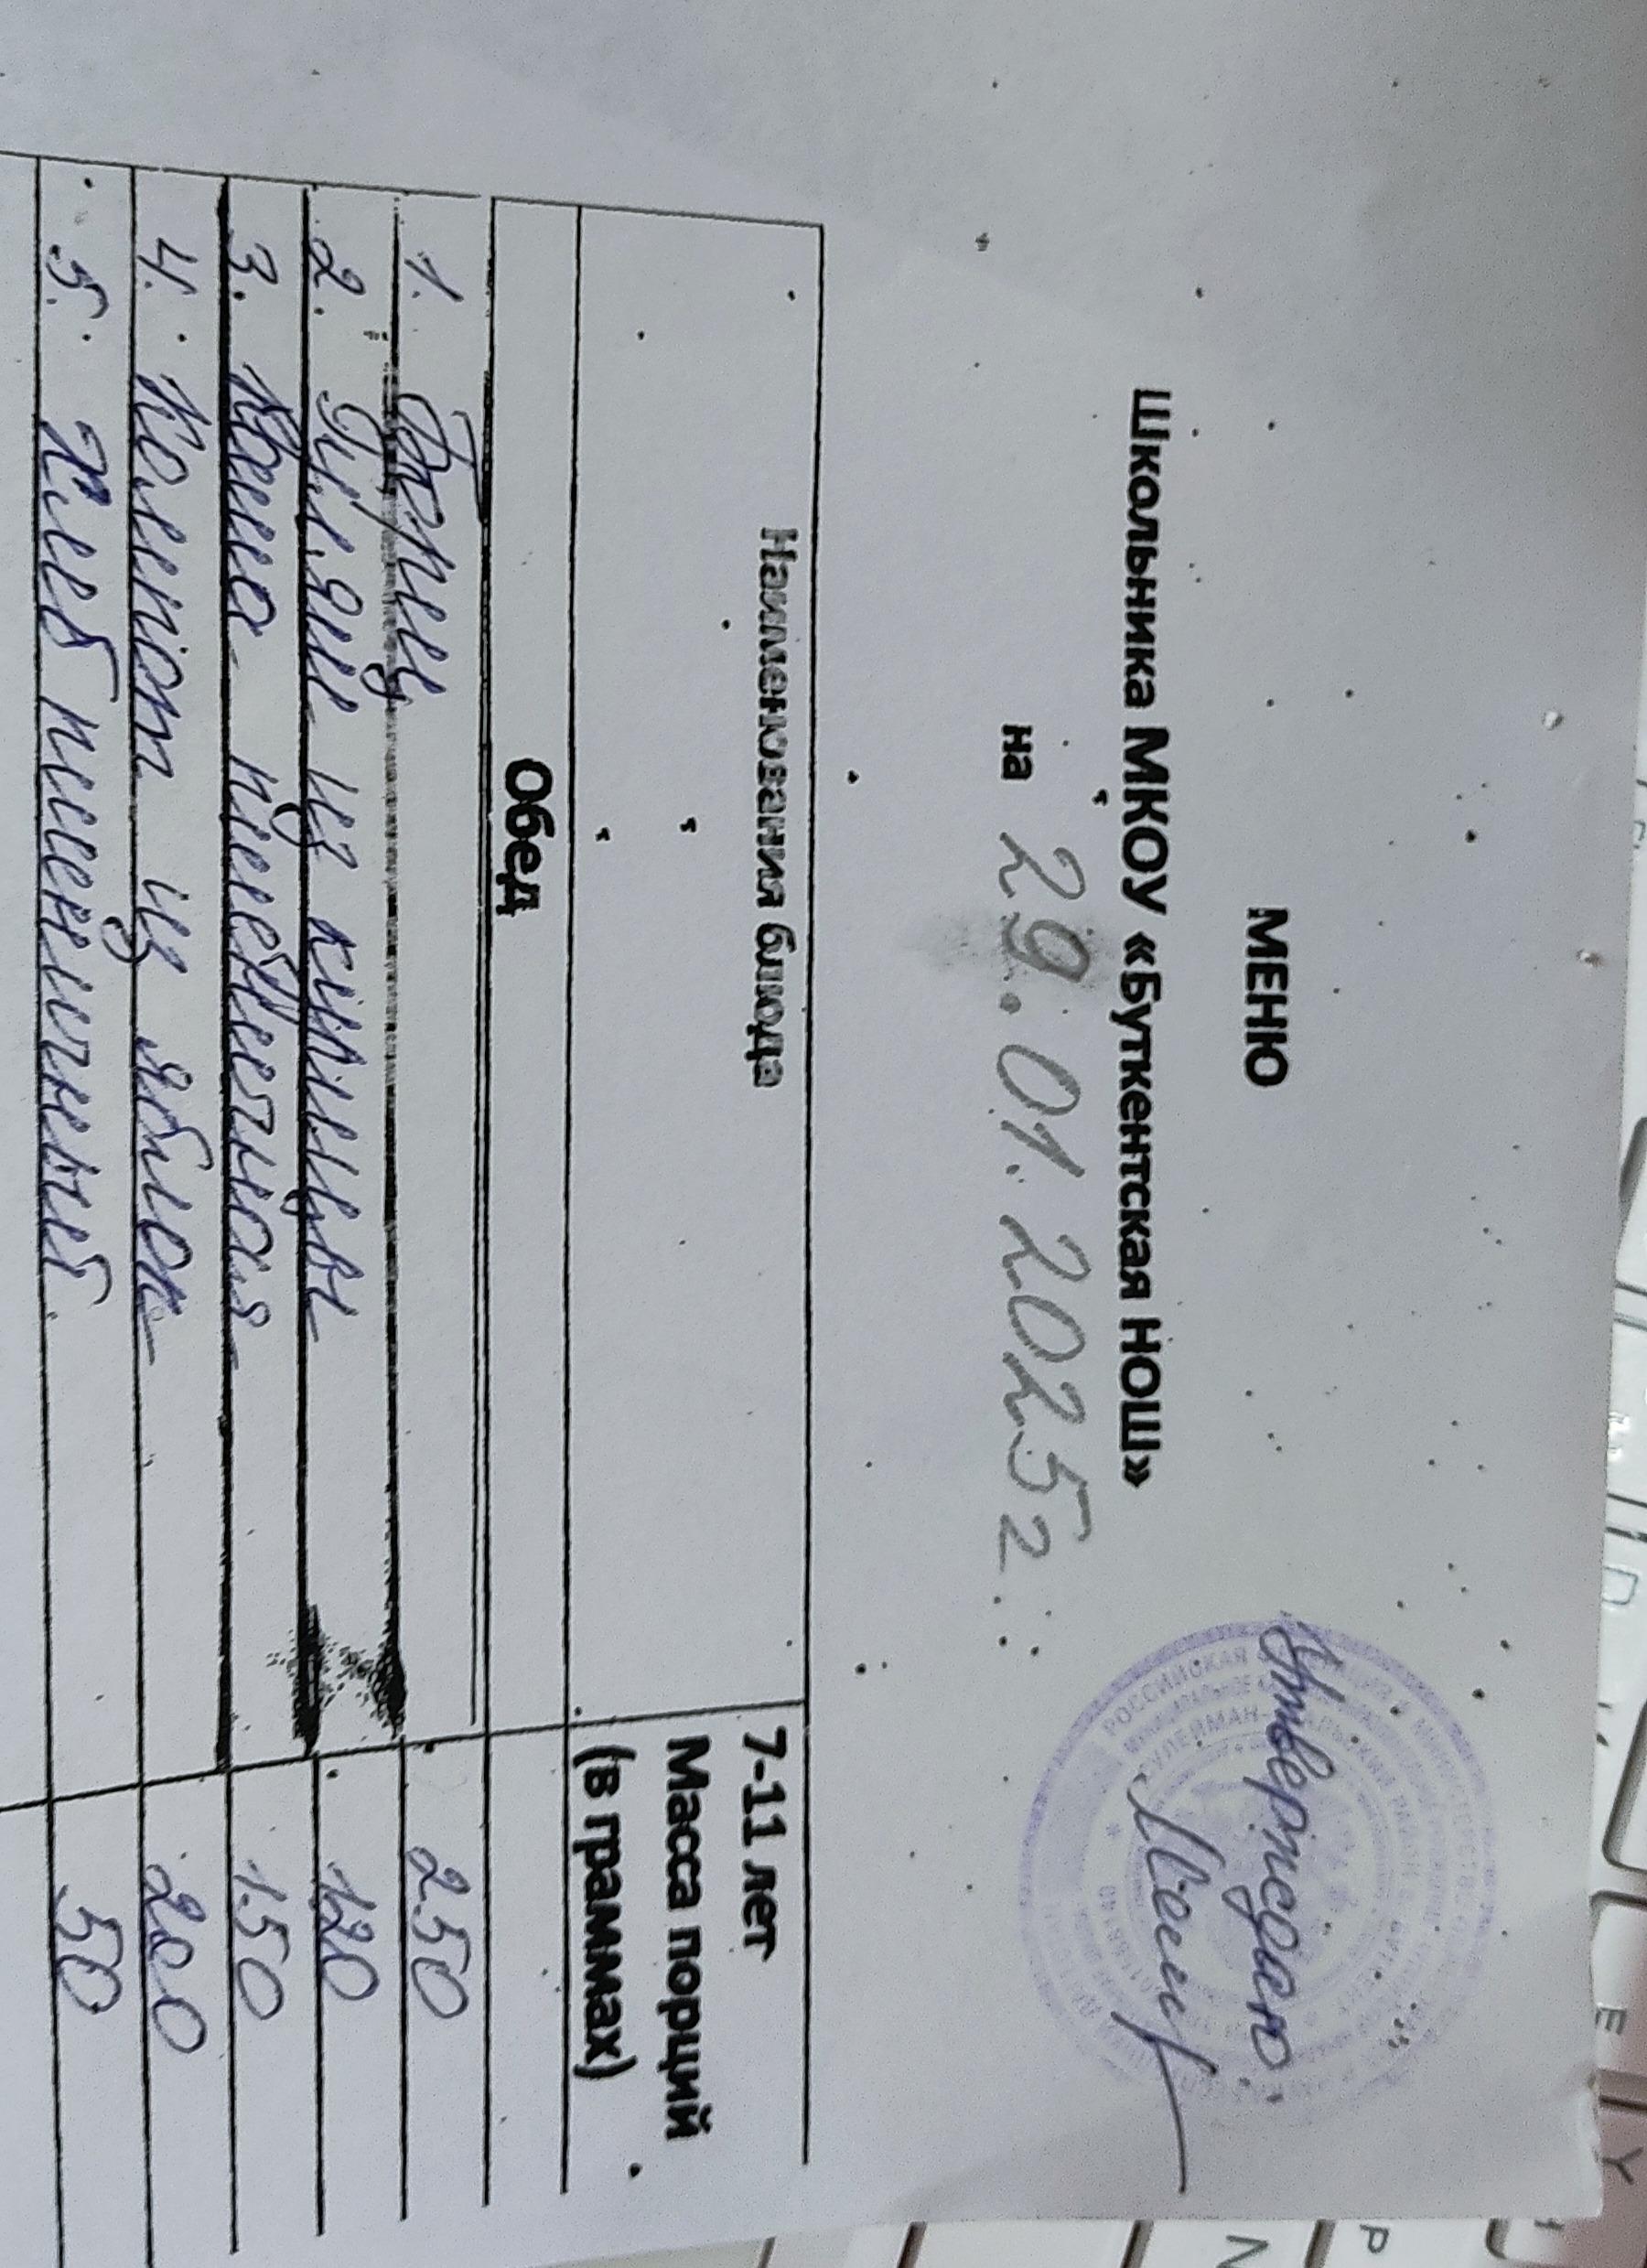 МЕНЮ
Утверждаю
Школьника МКОУ «Буткентская НОШ»
на 29.01.2025г
Наименования блюда
7-11 лет
Масса порций
(в граммах)
Обед
1. Борщ 250
2. Гуляш из курицы 120
3. Каша пшеничная 150
4. Компот из яблок 200
5. Хлеб пшеничный 50